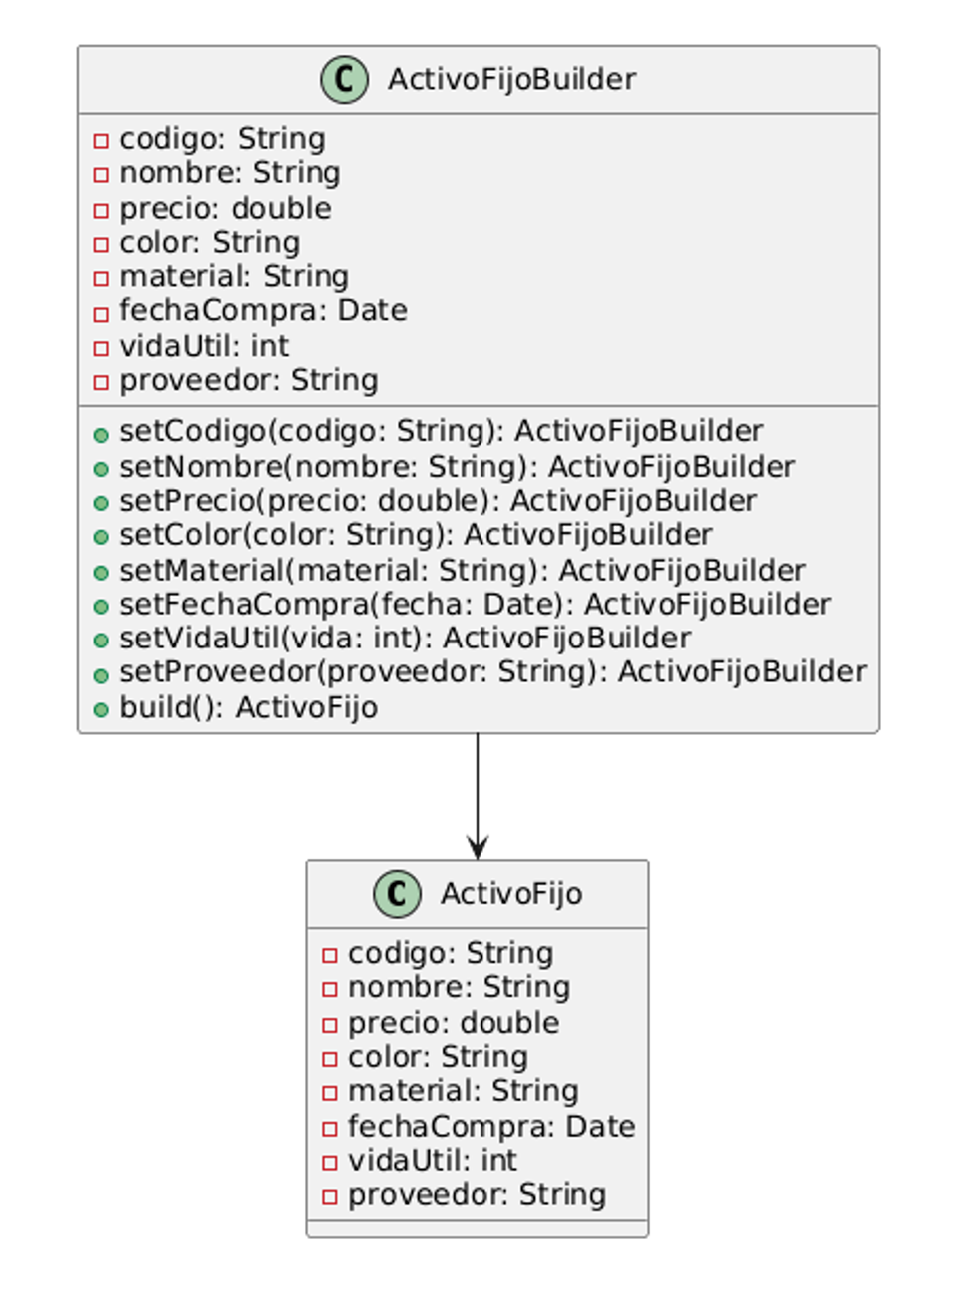 C ActivoFijoBuilder
codigo: String
nombre: String
precio: double
color: String
material: String
fechaCompra: Date
vidaUtil: int
proveedor: String
setCodigo(codigo: String): ActivoFijoBuilder
setNombre(nombre: String): ActivoFijoBuilder
setPrecio(precio: double): ActivoFijoBuilder
setColor(color: String): ActivoFijoBuilder
setMaterial(material: String): ActivoFijoBuilder
setFechaCompra(fecha: Date): ActivoFijoBuilder
setVidaUtil(vida: int): ActivoFijoBuilder
setProveedor(proveedor: String): ActivoFijoBuilder
build(): ActivoFijo
C ActivoFijo
codigo: String
nombre: String
precio: double
color: String
material: String
fechaCompra: Date
vidaUtil: int
proveedor: String